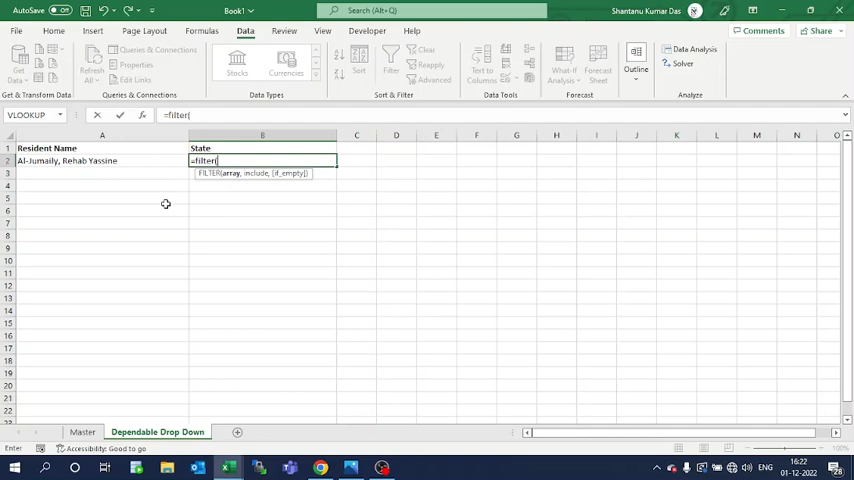 AutoSave Off Book1 Search (Alt+Q) Shantanu Kumar Das
File Home Insert Page Layout Formulas Data Review View Developer Help Comments Share
Get Data Refresh All Queries & Connections Properties Edit Links Stocks Currencies Sort Filter Clear Reapply Advanced Text to Columns What-If Analysis Forecast Sheet Outline Data Analysis Solver
Get & Transform Data Queries & Connections Data Types Sort & Filter Data Tools Forecast Analyze
VLOOKUP =filter(
A B C D E F G H I J K L M N O
1 Resident Name State
2 Al-Jumaily, Rehab Yassine =filter(
3 FILTER(array, include, [if_empty])
4
5
6
7
8
9
10
11
12
13
14
15
16
17
18
19
20
21
22
Master Dependable Drop Down
Enter Accessibility: Good to go 100%
ENG 16:22
01-12-2022 28